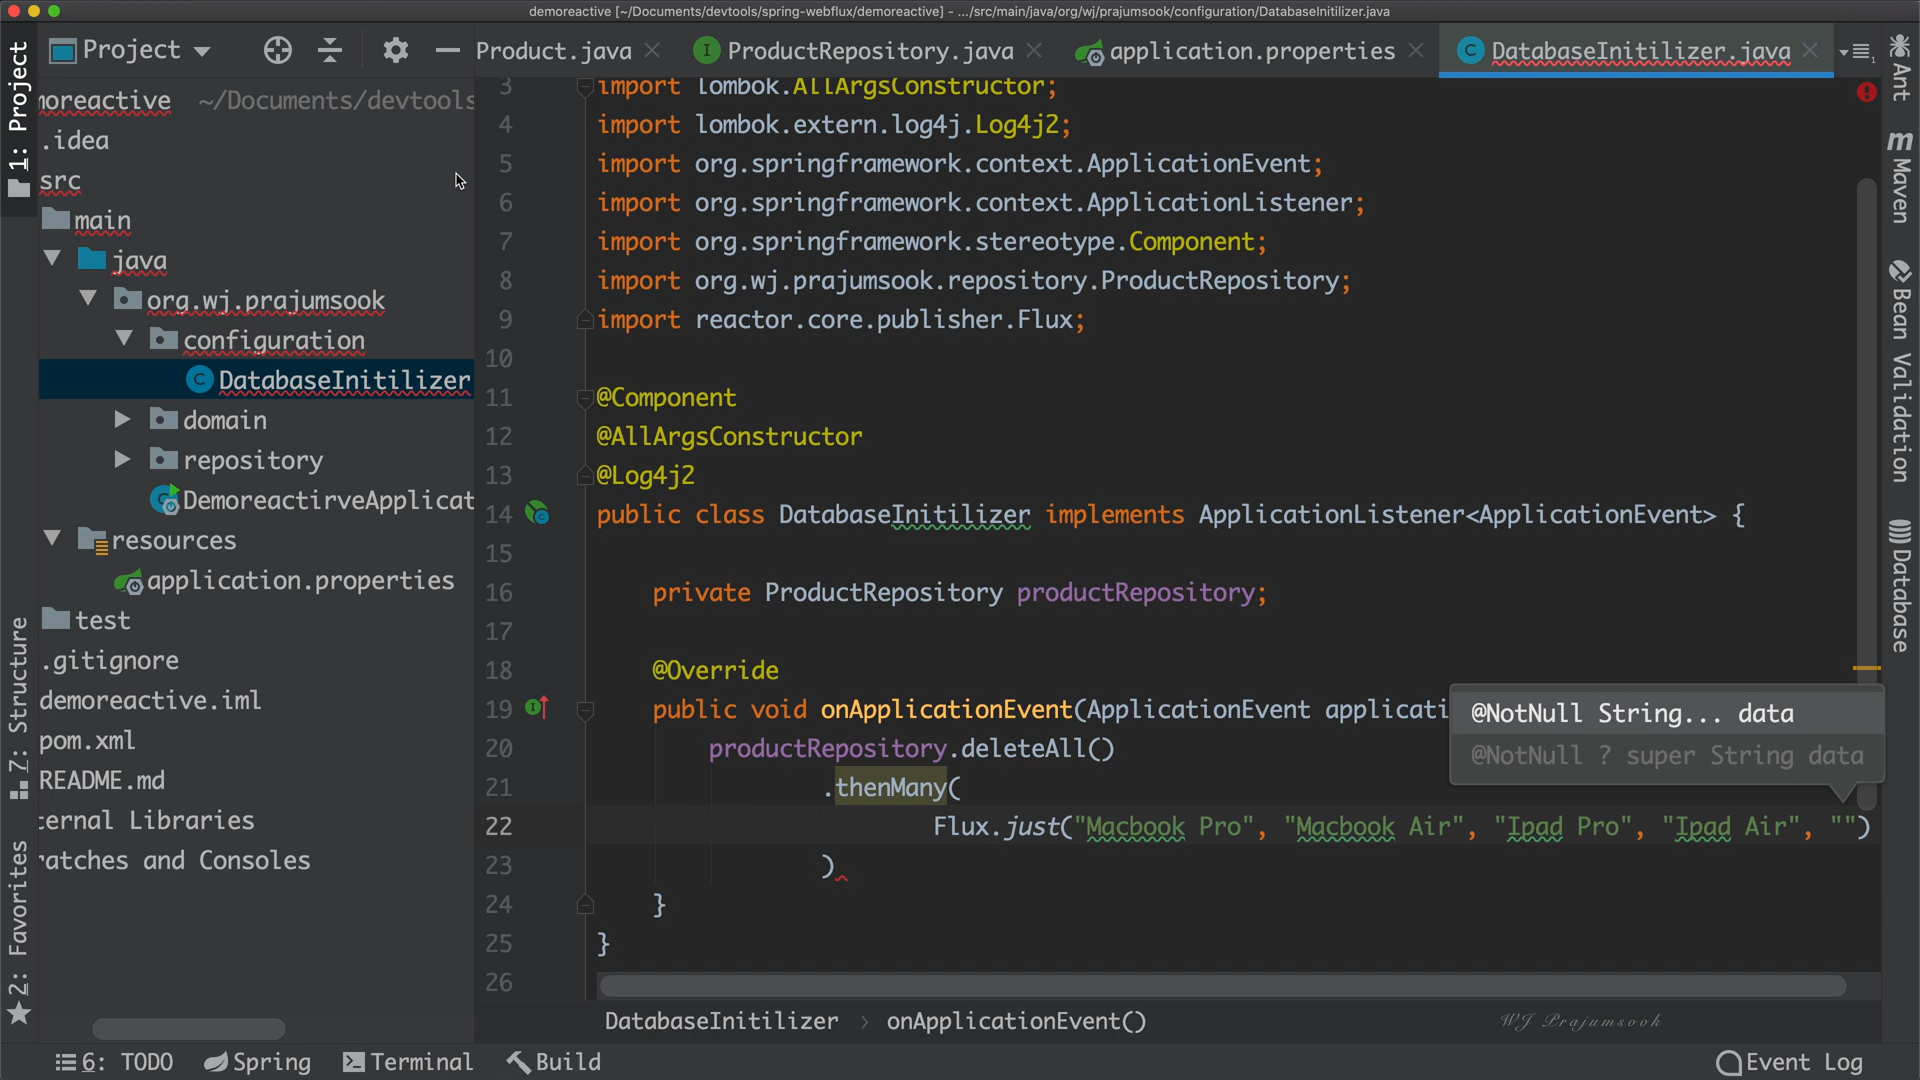 demoreactive [~/Documents/devtools/spring-webflux/demoreactive] - .../src/main/java/org/wj/prajumsook/configuration/DatabaseInitilizer.java
Project
Product.java
ProductRepository.java
application.properties
DatabaseInitilizer.java
1: Project
7: Structure
2: Favorites
moreactive ~/Documents/devtools
.idea
src
main
java
org.wj.prajumsook
configuration
DatabaseInitilizer
domain
repository
DemoreactirveApplicat
resources
application.properties
test
.gitignore
demoreactive.iml
pom.xml
README.md
ternal Libraries
ratches and Consoles
3 import lombok.AllArgsConstructor;
4 import lombok.extern.log4j.Log4j2;
5 import org.springframework.context.ApplicationEvent;
6 import org.springframework.context.ApplicationListener;
7 import org.springframework.stereotype.Component;
8 import org.wj.prajumsook.repository.ProductRepository;
9 import reactor.core.publisher.Flux;
10
11 @Component
12 @AllArgsConstructor
13 @Log4j2
14 public class DatabaseInitilizer implements ApplicationListener<ApplicationEvent> {
15
16 private ProductRepository productRepository;
17
18 @Override
19 public void onApplicationEvent(ApplicationEvent applicati
20 productRepository.deleteAll()
21 .thenMany(
22 Flux.just("Macbook Pro", "Macbook Air", "Ipad Pro", "Ipad Air", "")
23 )
24 }
25 }
26
@NotNull String... data
@NotNull ? super String data
Ant
Maven
Bean Validation
Database
DatabaseInitilizer > onApplicationEvent()
WJ Prajumsook
6: TODO
Spring
Terminal
Build
Event Log